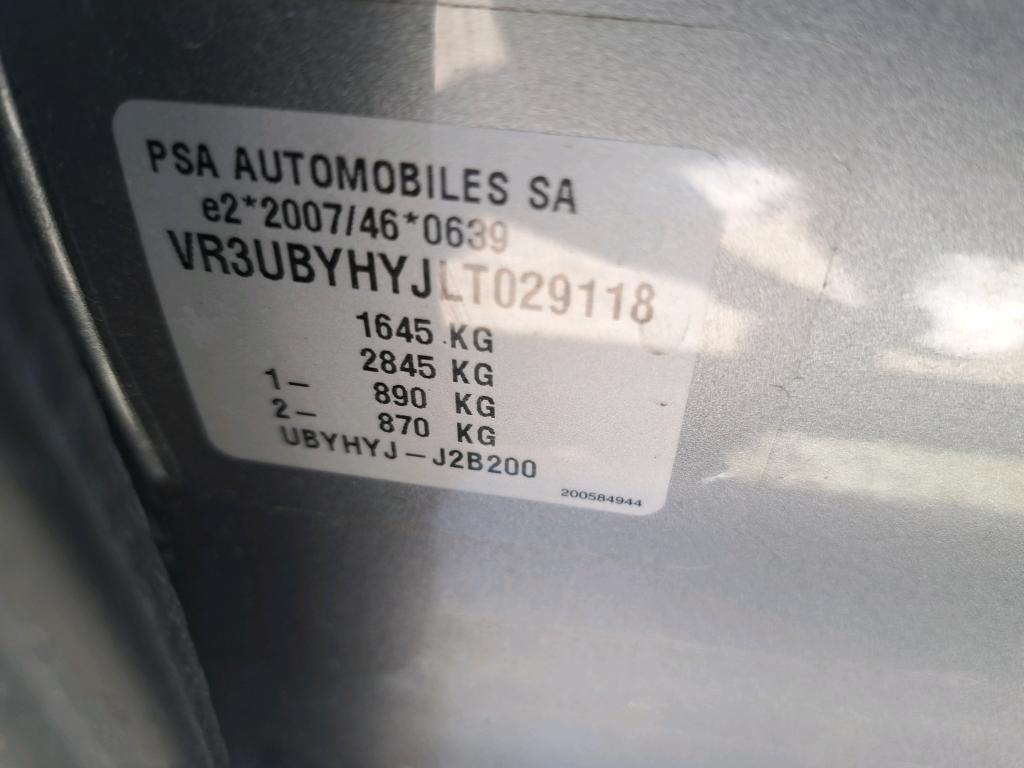 PSA AUTOMOBILES SA
e2*2007/46*0639
VR3UBYHYJLT029118
1645 KG
2845 KG
1- 890 KG
2- 870 KG
UBYHYJ-J2B200
200584944